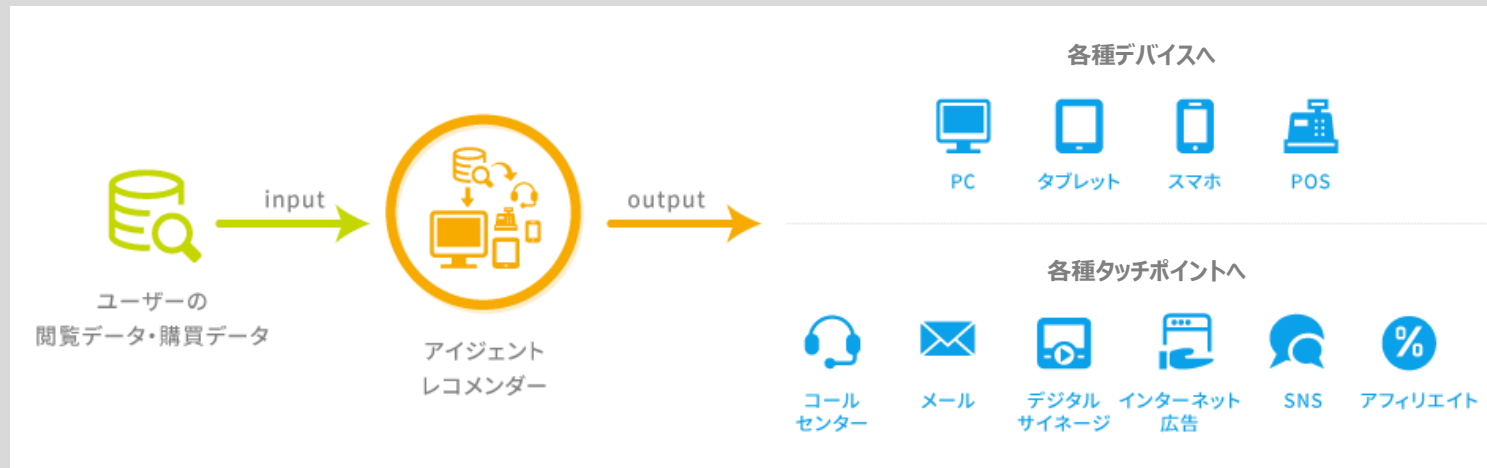 各種デバイスへ
PC
タブレット
スマホ
POS
input
output
ユーザーの
閲覧データ・購買データ
アイジェント
レコメンダー
各種タッチポイントへ
コール
センター
メール
デジタル
サイネージ
インターネット
広告
SNS
%
アフィリエイト